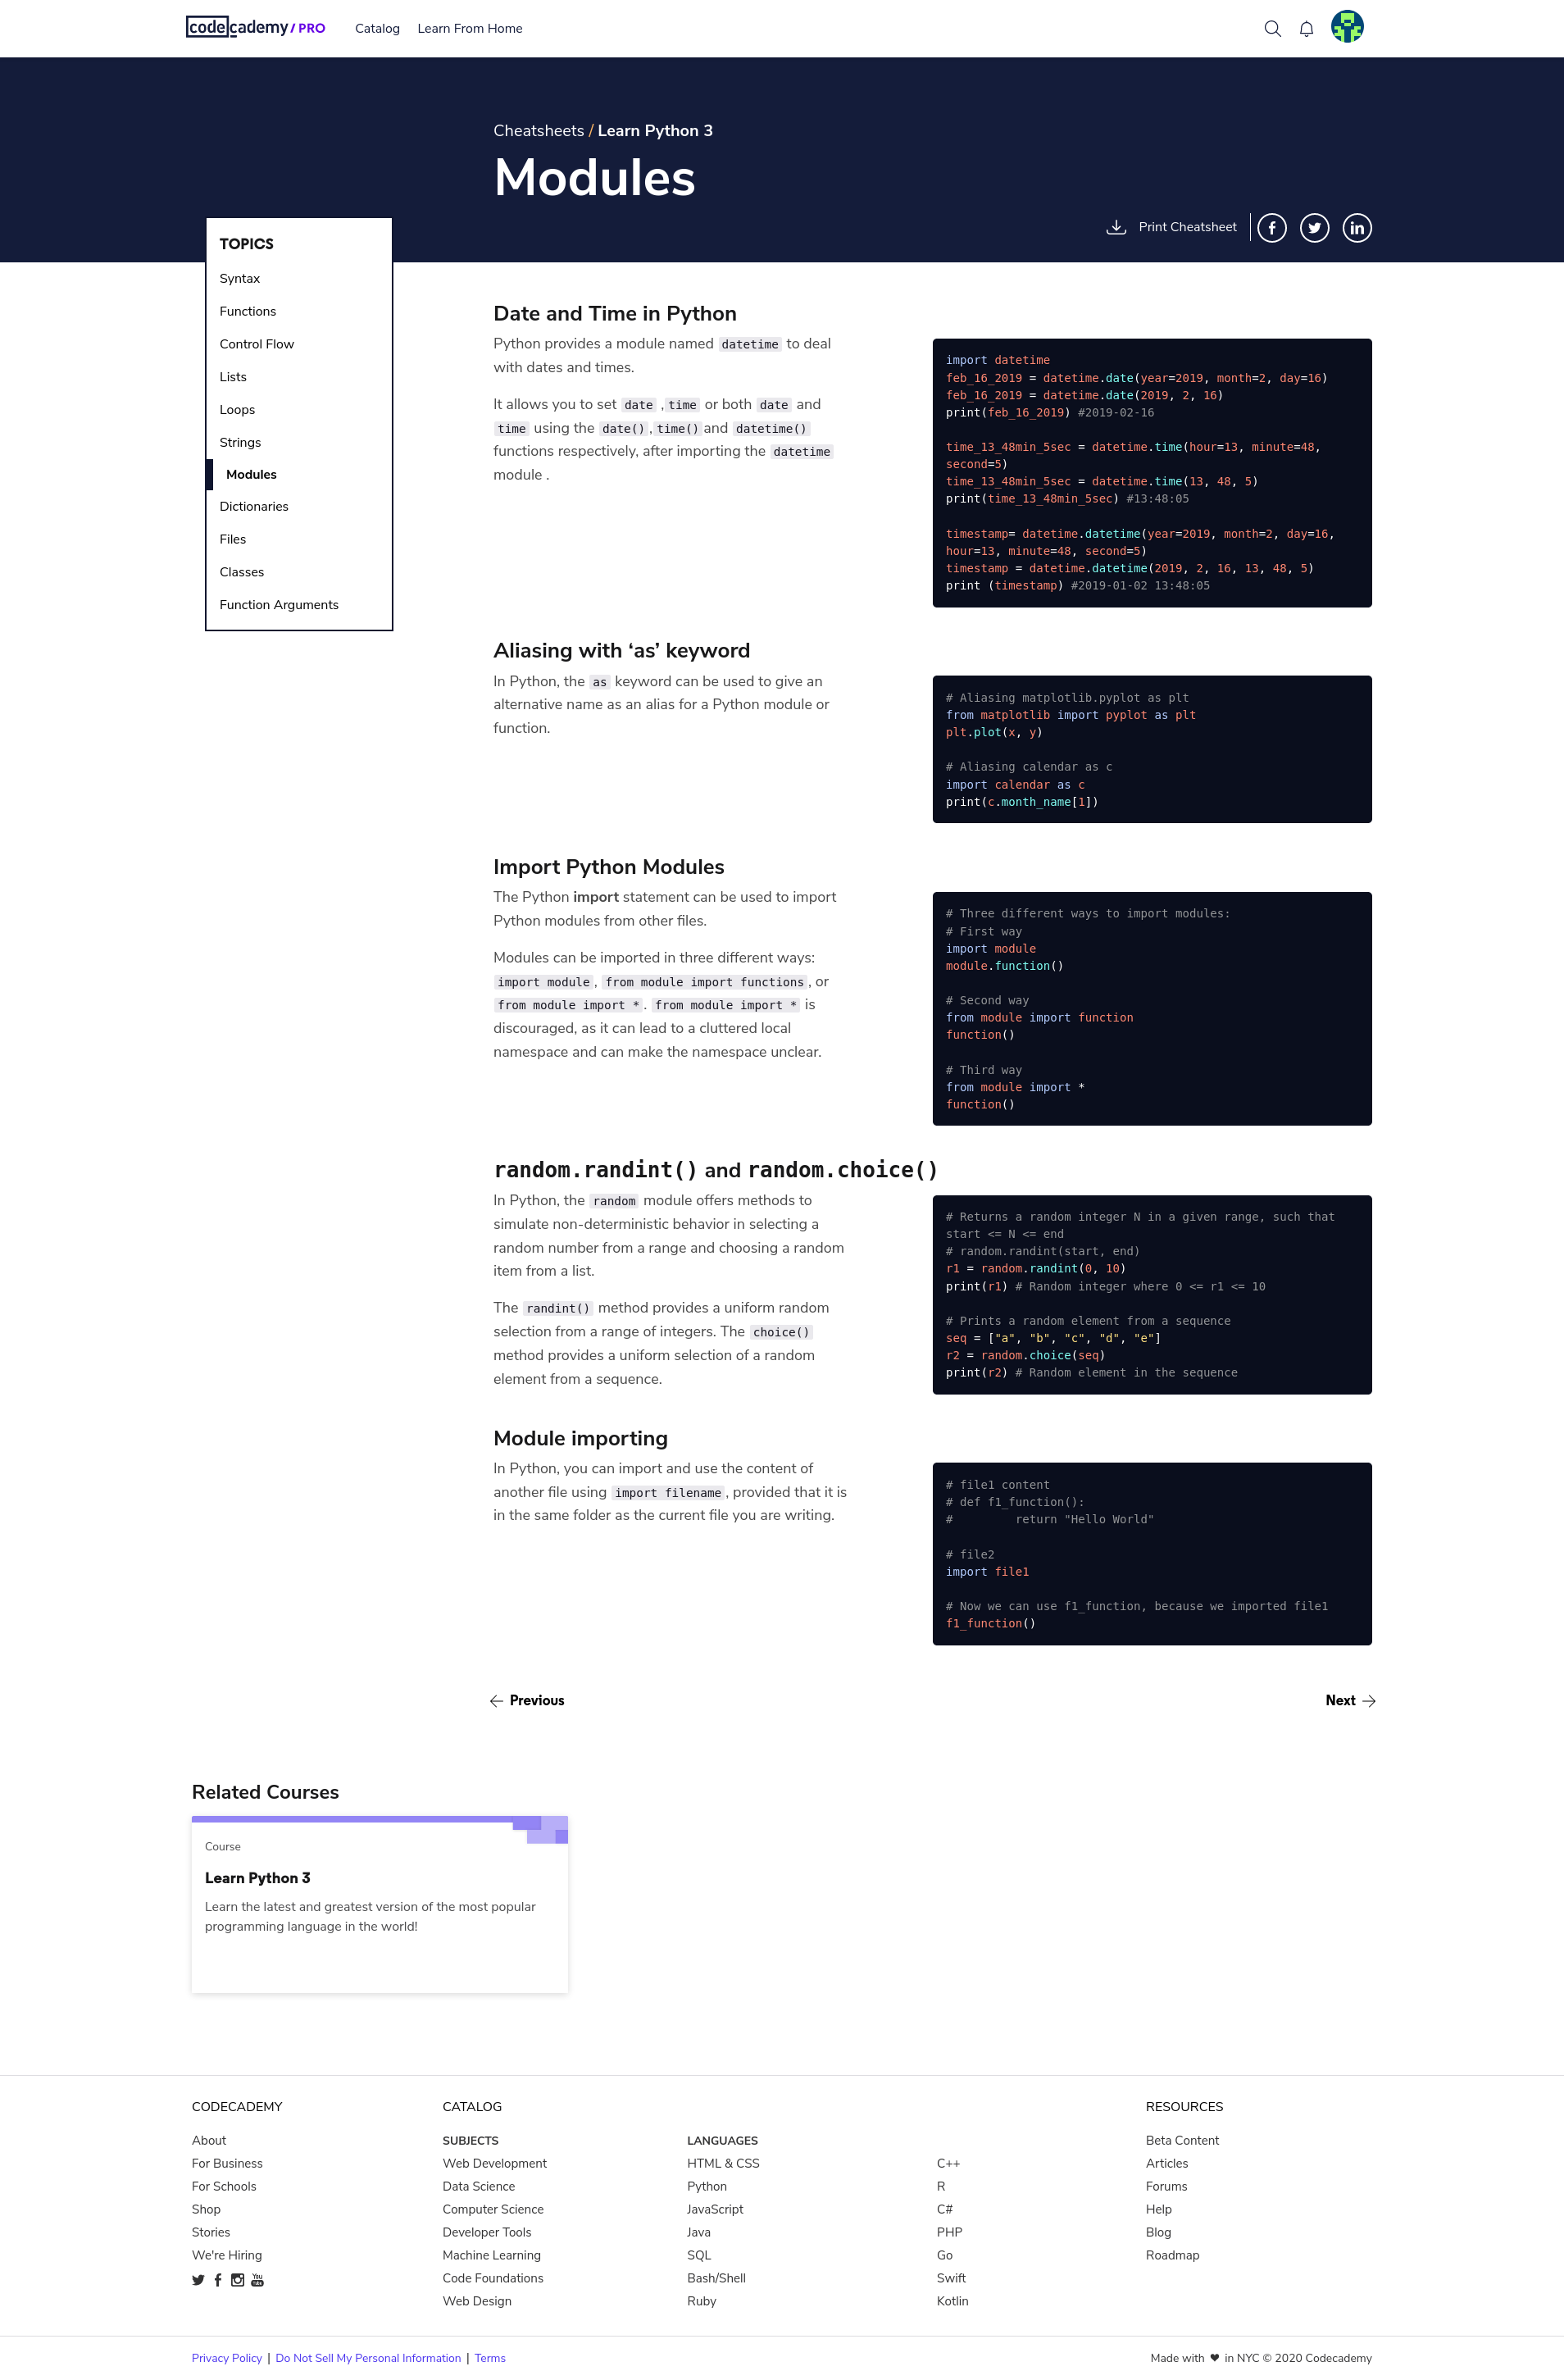 codecademy / PRO
Catalog
Learn From Home
Cheatsheets / Learn Python 3
Modules
Print Cheatsheet
TOPICS
Syntax
Functions
Control Flow
Lists
Loops
Strings
Modules
Dictionaries
Files
Classes
Function Arguments
Date and Time in Python
Python provides a module named datetime to deal
with dates and times.
It allows you to set date , time or both date and
time using the date() , time() and datetime()
functions respectively, after importing the datetime
module .
import datetime
feb_16_2019 = datetime.date(year=2019, month=2, day=16)
feb_16_2019 = datetime.date(2019, 2, 16)
print(feb_16_2019) #2019-02-16
time_13_48min_5sec = datetime.time(hour=13, minute=48,
second=5)
time_13_48min_5sec = datetime.time(13, 48, 5)
print(time_13_48min_5sec) #13:48:05
timestamp= datetime.datetime(year=2019, month=2, day=16,
hour=13, minute=48, second=5)
timestamp = datetime.datetime(2019, 2, 16, 13, 48, 5)
print (timestamp) #2019-01-02 13:48:05
Aliasing with ‘as’ keyword
In Python, the as keyword can be used to give an
alternative name as an alias for a Python module or
function.
# Aliasing matplotlib.pyplot as plt
from matplotlib import pyplot as plt
plt.plot(x, y)
# Aliasing calendar as c
import calendar as c
print(c.month_name[1])
Import Python Modules
The Python import statement can be used to import
Python modules from other files.
Modules can be imported in three different ways:
import module , from module import functions , or
from module import * . from module import * is
discouraged, as it can lead to a cluttered local
namespace and can make the namespace unclear.
# Three different ways to import modules:
# First way
import module
module.function()
# Second way
from module import function
function()
# Third way
from module import *
function()
random.randint() and random.choice()
In Python, the random module offers methods to
simulate non-deterministic behavior in selecting a
random number from a range and choosing a random
item from a list.
The randint() method provides a uniform random
selection from a range of integers. The choice()
method provides a uniform selection of a random
element from a sequence.
# Returns a random integer N in a given range, such that
start <= N <= end
# random.randint(start, end)
r1 = random.randint(0, 10)
print(r1) # Random integer where 0 <= r1 <= 10
# Prints a random element from a sequence
seq = ["a", "b", "c", "d", "e"]
r2 = random.choice(seq)
print(r2) # Random element in the sequence
Module importing
In Python, you can import and use the content of
another file using import filename , provided that it is
in the same folder as the current file you are writing.
# file1 content
# def f1_function():
#         return "Hello World"
# file2
import file1
# Now we can use f1_function, because we imported file1
f1_function()
Previous
Next
Related Courses
Course
Learn Python 3
Learn the latest and greatest version of the most popular
programming language in the world!
CODECADEMY
About
For Business
For Schools
Shop
Stories
We're Hiring
You Tube
CATALOG
SUBJECTS
Web Development
Data Science
Computer Science
Developer Tools
Machine Learning
Code Foundations
Web Design
LANGUAGES
HTML & CSS
Python
JavaScript
Java
SQL
Bash/Shell
Ruby
C++
R
C#
PHP
Go
Swift
Kotlin
RESOURCES
Beta Content
Articles
Forums
Help
Blog
Roadmap
Privacy Policy | Do Not Sell My Personal Information | Terms
Made with ♥ in NYC © 2020 Codecademy